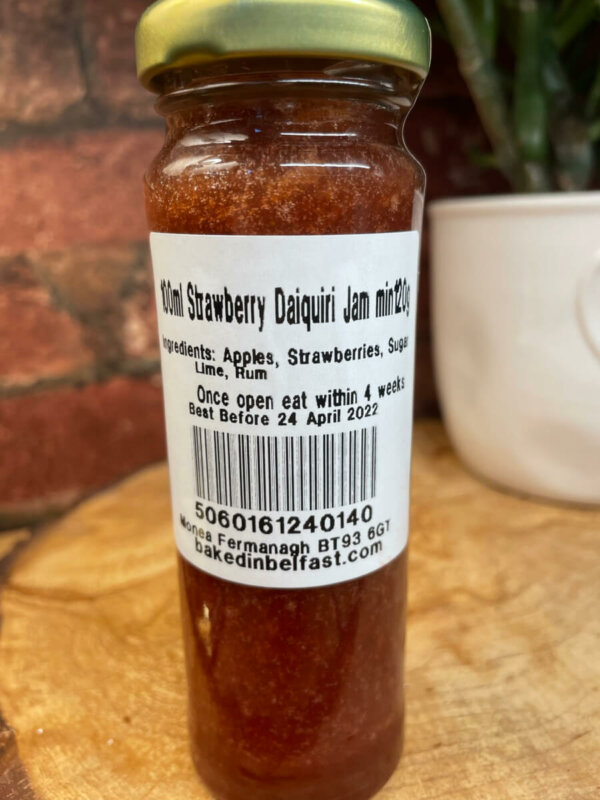 100ml Strawberry Daiquiri Jam min120g
Ingredients: Apples, Strawberries, Sugar
Lime, Rum
Once open eat within 4 weeks
Best Before 24 April 2022
5060161240140
Monea Fermanagh BT93 6GT
bakedinbelfast.com